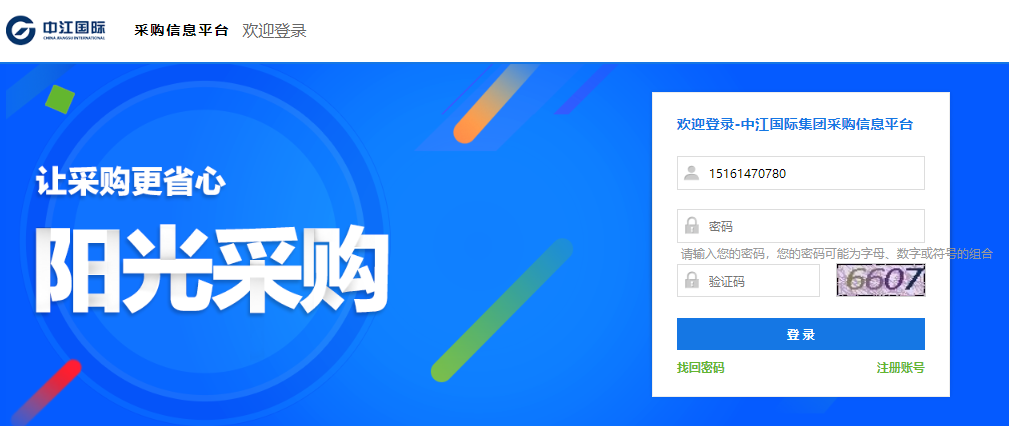 中江国际
CHINA JIANGSU INTERNATIONAL
采购信息平台 欢迎登录
让采购更省心
阳光采购
欢迎登录-中江国际集团采购信息平台
15161470780
密码
请输入您的密码，您的密码可能为字母、数字或符号的组合
验证码
6607
登 录
找回密码 注册账号